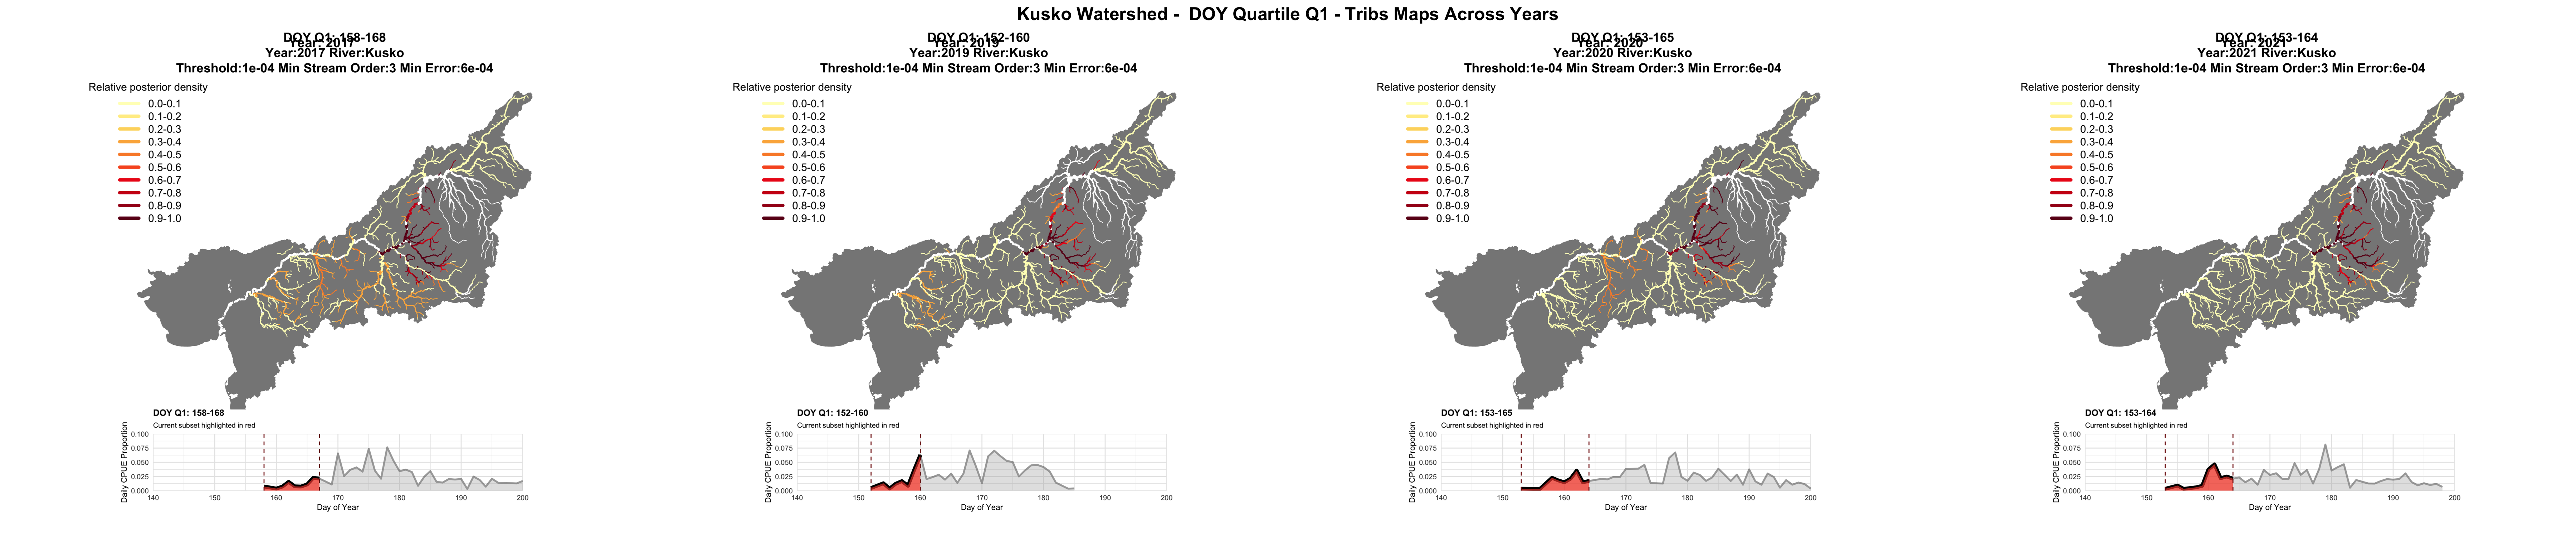 Kusko Watershed - DOY Quartile Q1 - Tribs Maps Across Years
DOY Q1: 158-168
Year: 2017
Year:2017 River:Kusko
Threshold:1e-04 Min Stream Order:3 Min Error:6e-04
Relative posterior density
0.0-0.1
0.1-0.2
0.2-0.3
0.3-0.4
0.4-0.5
0.5-0.6
0.6-0.7
0.7-0.8
0.8-0.9
0.9-1.0
DOY Q1: 158-168
Current subset highlighted in red
Daily CPUE Proportion
0.100
0.075
0.050
0.025
0.000
140 150 160 170 180 190 200
Day of Year
DOY Q1: 152-160
Year: 2019
Year:2019 River:Kusko
Threshold:1e-04 Min Stream Order:3 Min Error:6e-04
Relative posterior density
0.0-0.1
0.1-0.2
0.2-0.3
0.3-0.4
0.4-0.5
0.5-0.6
0.6-0.7
0.7-0.8
0.8-0.9
0.9-1.0
DOY Q1: 152-160
Current subset highlighted in red
Daily CPUE Proportion
0.100
0.075
0.050
0.025
0.000
140 150 160 170 180 190 200
Day of Year
DOY Q1: 153-165
Year: 2020
Year:2020 River:Kusko
Threshold:1e-04 Min Stream Order:3 Min Error:6e-04
Relative posterior density
0.0-0.1
0.1-0.2
0.2-0.3
0.3-0.4
0.4-0.5
0.5-0.6
0.6-0.7
0.7-0.8
0.8-0.9
0.9-1.0
DOY Q1: 153-165
Current subset highlighted in red
Daily CPUE Proportion
0.100
0.075
0.050
0.025
0.000
140 150 160 170 180 190 200
Day of Year
DOY Q1: 153-164
Year: 2021
Year:2021 River:Kusko
Threshold:1e-04 Min Stream Order:3 Min Error:6e-04
Relative posterior density
0.0-0.1
0.1-0.2
0.2-0.3
0.3-0.4
0.4-0.5
0.5-0.6
0.6-0.7
0.7-0.8
0.8-0.9
0.9-1.0
DOY Q1: 153-164
Current subset highlighted in red
Daily CPUE Proportion
0.100
0.075
0.050
0.025
0.000
140 150 160 170 180 190 200
Day of Year